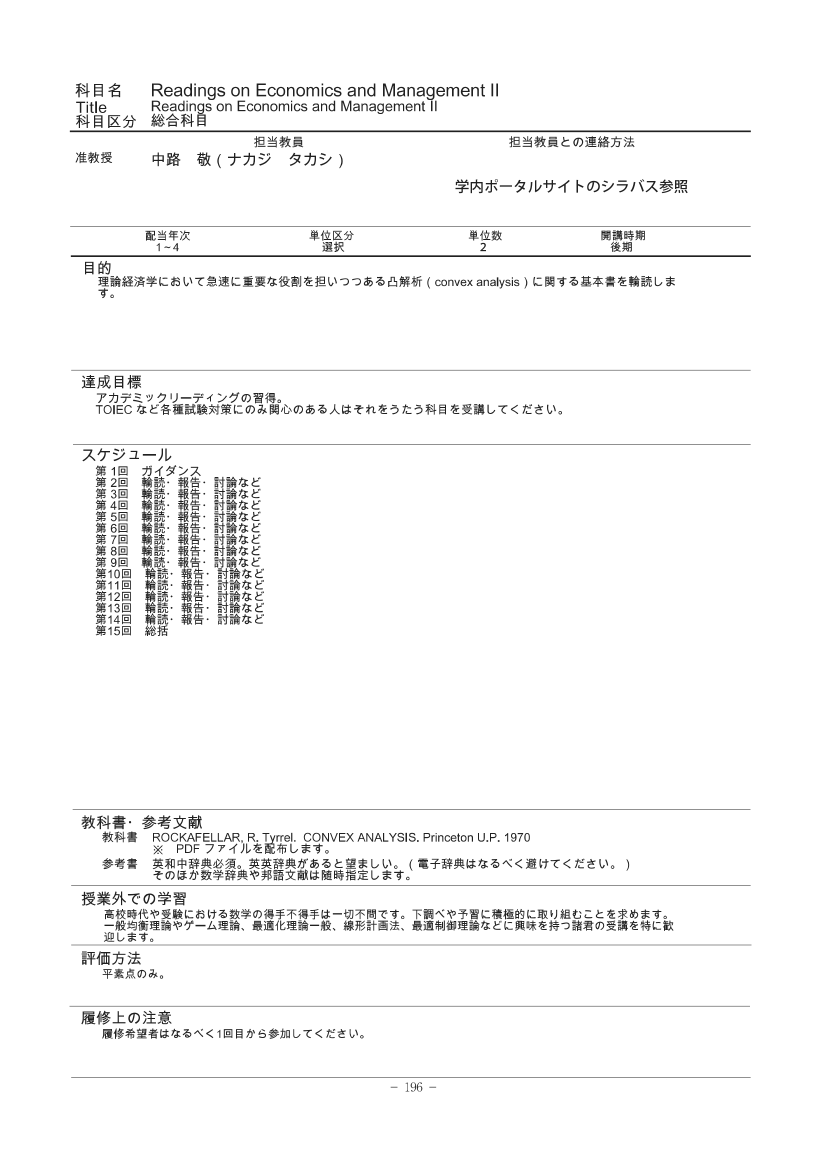 科目名 Readings on Economics and Management II
Title Readings on Economics and Management II
科目区分 総合科目
担当教員 担当教員との連絡方法
准教授 中路 敬(ナカジ タカシ)
学内ポータルサイトのシラバス参照
配当年次 単位区分 単位数 開講時期
1~4 選択 2 後期
目的
理論経済学において急速に重要な役割を担いつつある凸解析(convex analysis)に関する基本書を輪読しま
す。
達成目標
アカデミックリーディングの習得。
TOIEC など各種試験対策にのみ関心のある人はそれをうたう科目を受講してください。
スケジュール
第 1回 ガイダンス
第 2回 輪読・報告・討論など
第 3回 輪読・報告・討論など
第 4回 輪読・報告・討論など
第 5回 輪読・報告・討論など
第 6回 輪読・報告・討論など
第 7回 輪読・報告・討論など
第 8回 輪読・報告・討論など
第 9回 輪読・報告・討論など
第10回 輪読・報告・討論など
第11回 輪読・報告・討論など
第12回 輪読・報告・討論など
第13回 輪読・報告・討論など
第14回 輪読・報告・討論など
第15回 総括
教科書・参考文献
教科書 ROCKAFELLAR, R. Tyrrel. CONVEX ANALYSIS. Princeton U.P. 1970
※ PDF ファイルを配布します。
参考書 英和中辞典必須。英英辞典があると望ましい。(電子辞典はなるべく避けてください。)
そのほか数学辞典や邦語文献は随時指定します。
授業外での学習
高校時代や受験における数学の得手不得手は一切不問です。下調べや予習に積極的に取り組むことを求めます。
一般均衡理論やゲーム理論、最適化理論一般、線形計画法、最適制御理論などに興味を持つ諸君の受講を特に歓
迎します。
評価方法
平素点のみ。
履修上の注意
履修希望者はなるべく1回目から参加してください。
- 196 -